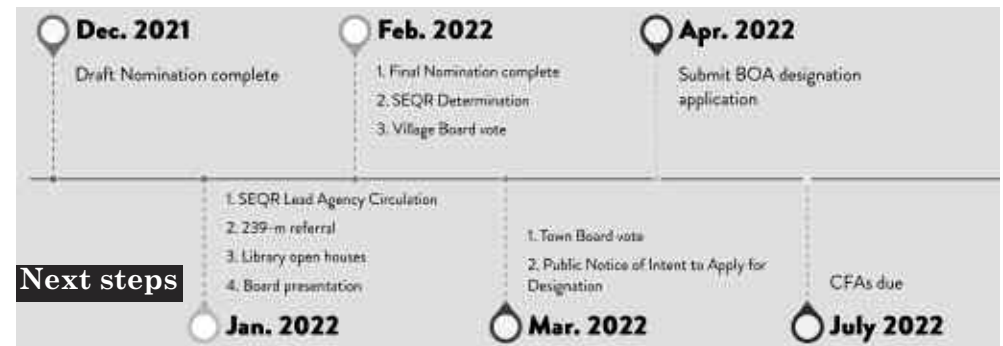 Dec. 2021
Draft Nomination complete
Feb. 2022
1. Final Nomination complete
2. SEQR Determination
3. Village Board vote
Apr. 2022
Submit BOA designation
application
1. SEQR Lead Agency Circulation
2. 239-m referral
3. Library open houses
4. Board presentation
Jan. 2022
1. Town Board vote
2. Public Notice of Intent to Apply for
Designation
Mar. 2022
CFAs due
July 2022
Next steps